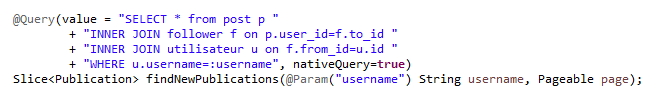 @Query(value = "SELECT * from post p "
+ "INNER JOIN follower f on p.user_id=f.to_id "
+ "INNER JOIN utilisateur u on f.from_id=u.id "
+ "WHERE u.username=:username", nativeQuery=true)
Slice<Publication> findNewPublications(@Param("username") String username, Pageable page);